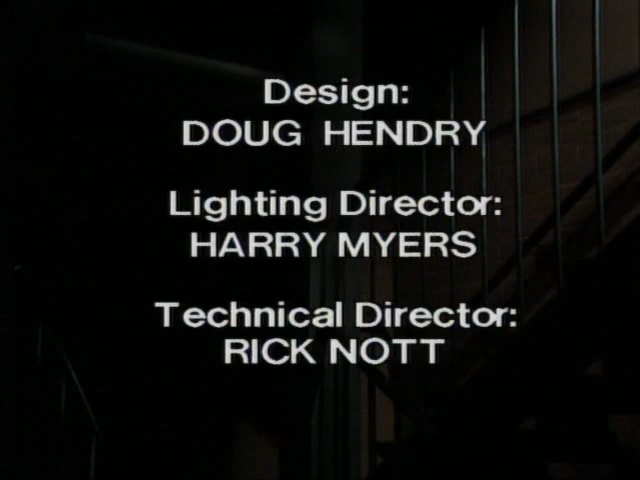 Design:
DOUG HENDRY
Lighting Director:
HARRY MYERS
Technical Director:
RICK NOTT